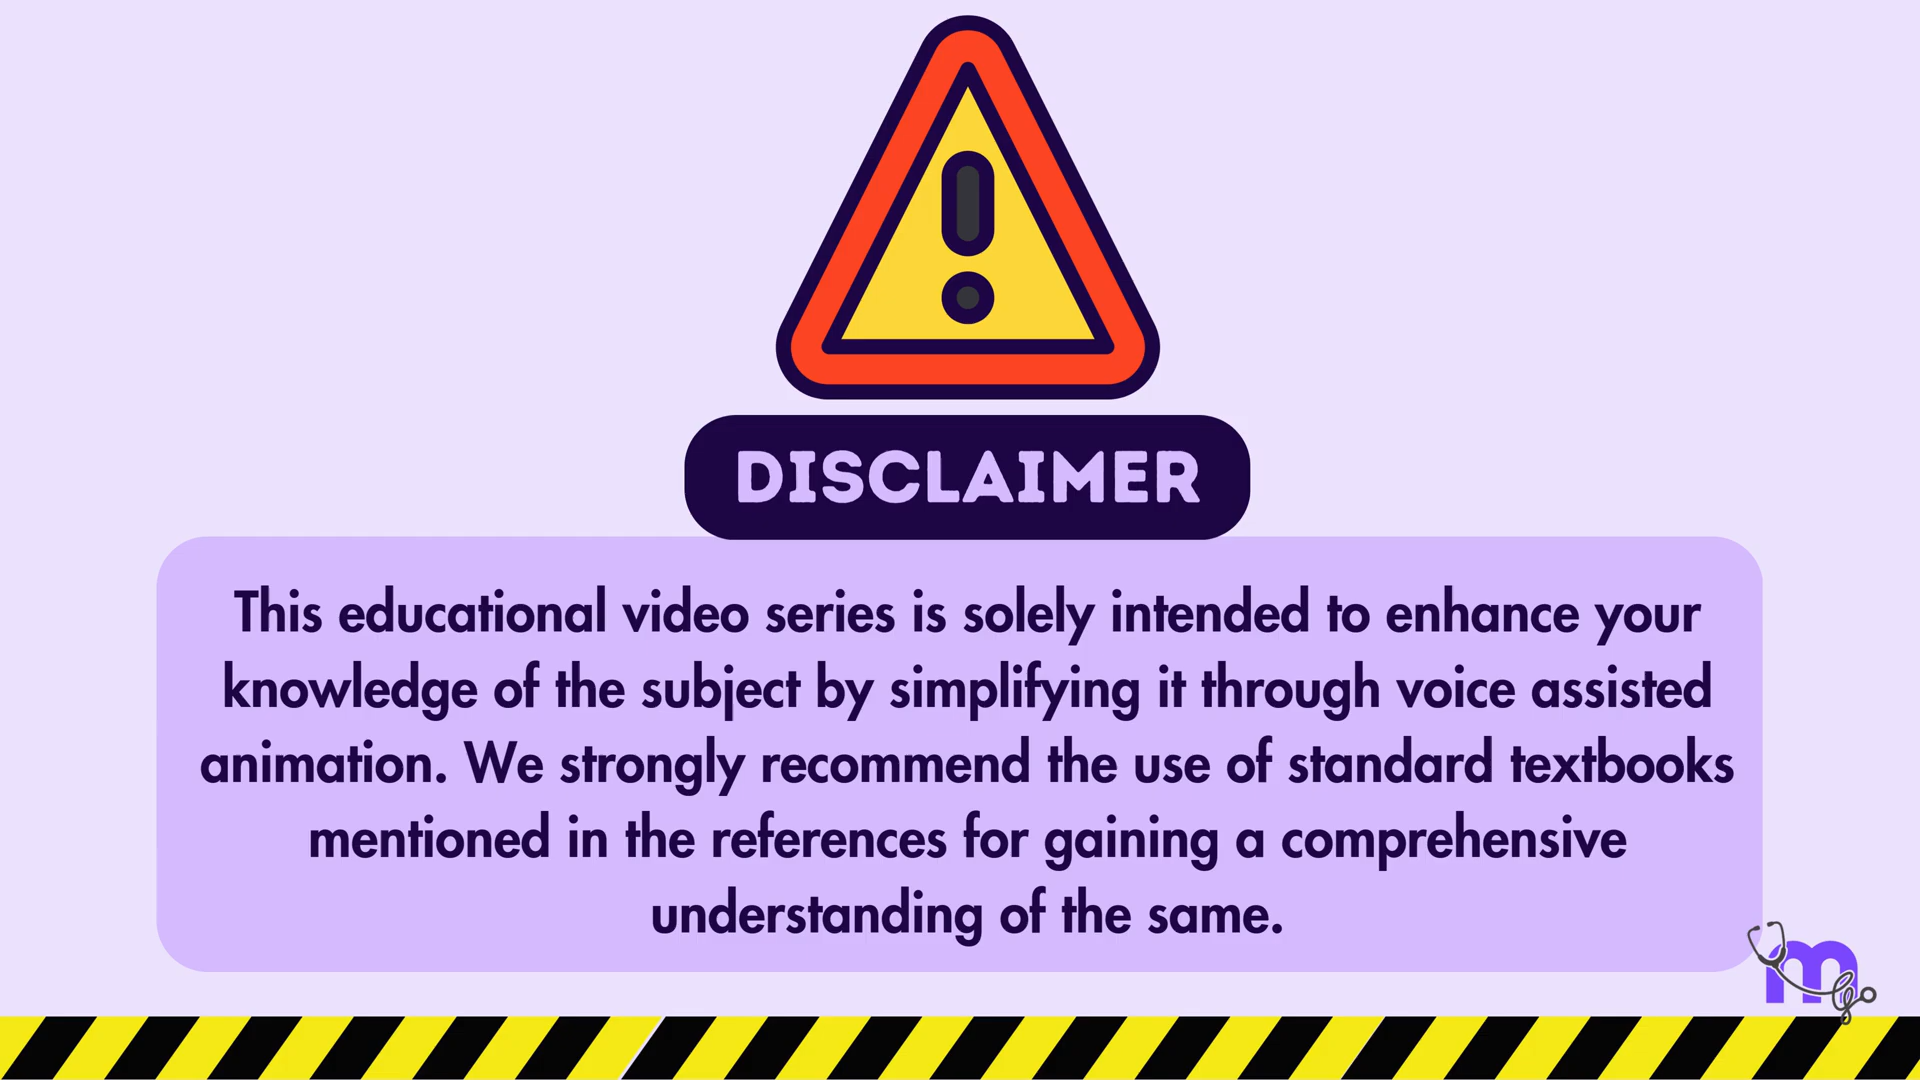 DISCLAIMER
This educational video series is solely intended to enhance your
knowledge of the subject by simplifying it through voice assisted
animation. We strongly recommend the use of standard textbooks
mentioned in the references for gaining a comprehensive
understanding of the same.
m
go